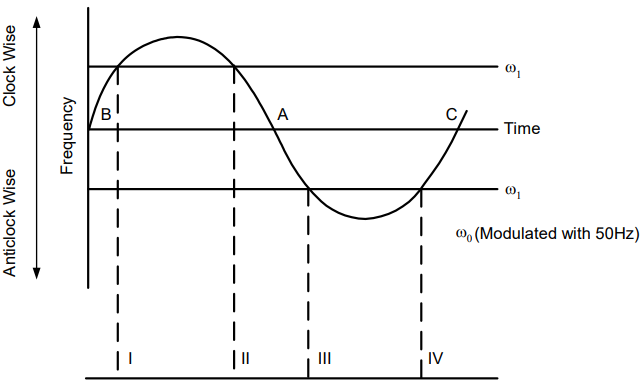 Clock Wise
Anticlock Wise
Frequency
ω₁
B
A
C
Time
ω₁
ω₀ (Modulated with 50Hz)
I
II
III
IV